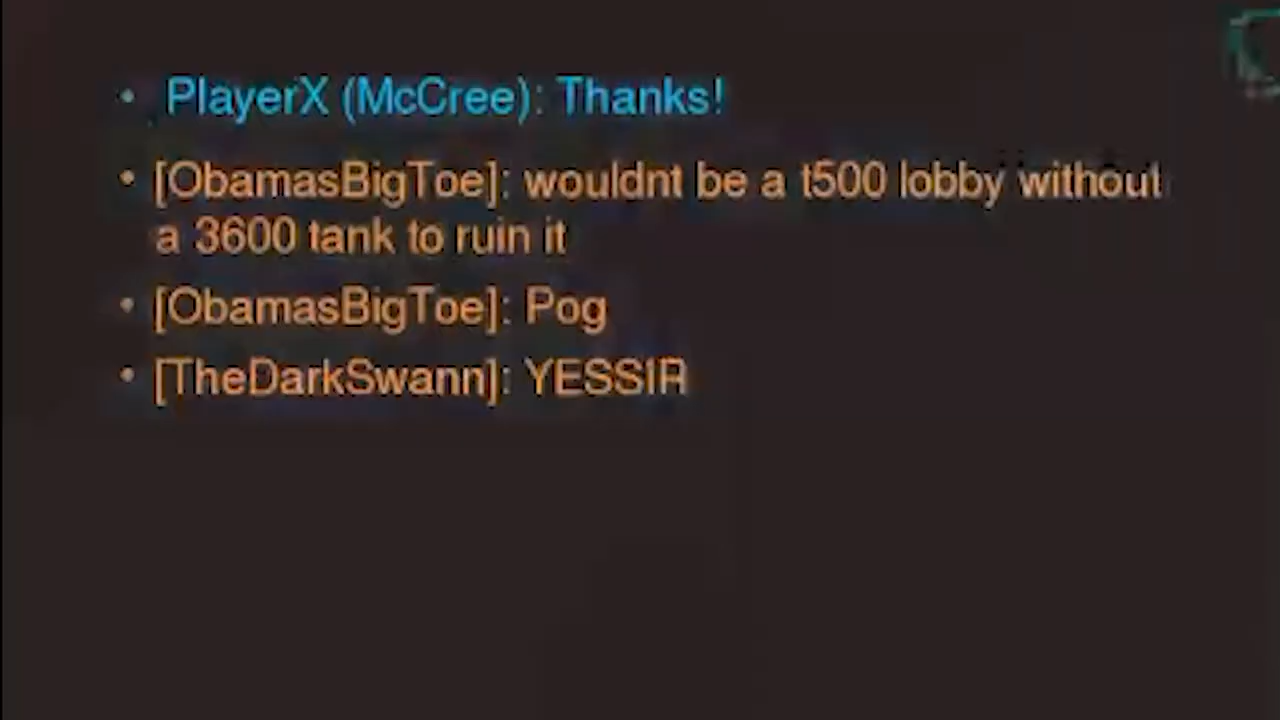 • PlayerX (McCree): Thanks!
• [ObamasBigToe]: wouldnt be a t500 lobby without
a 3600 tank to ruin it
• [ObamasBigToe]: Pog
• [TheDarkSwann]: YESSIR